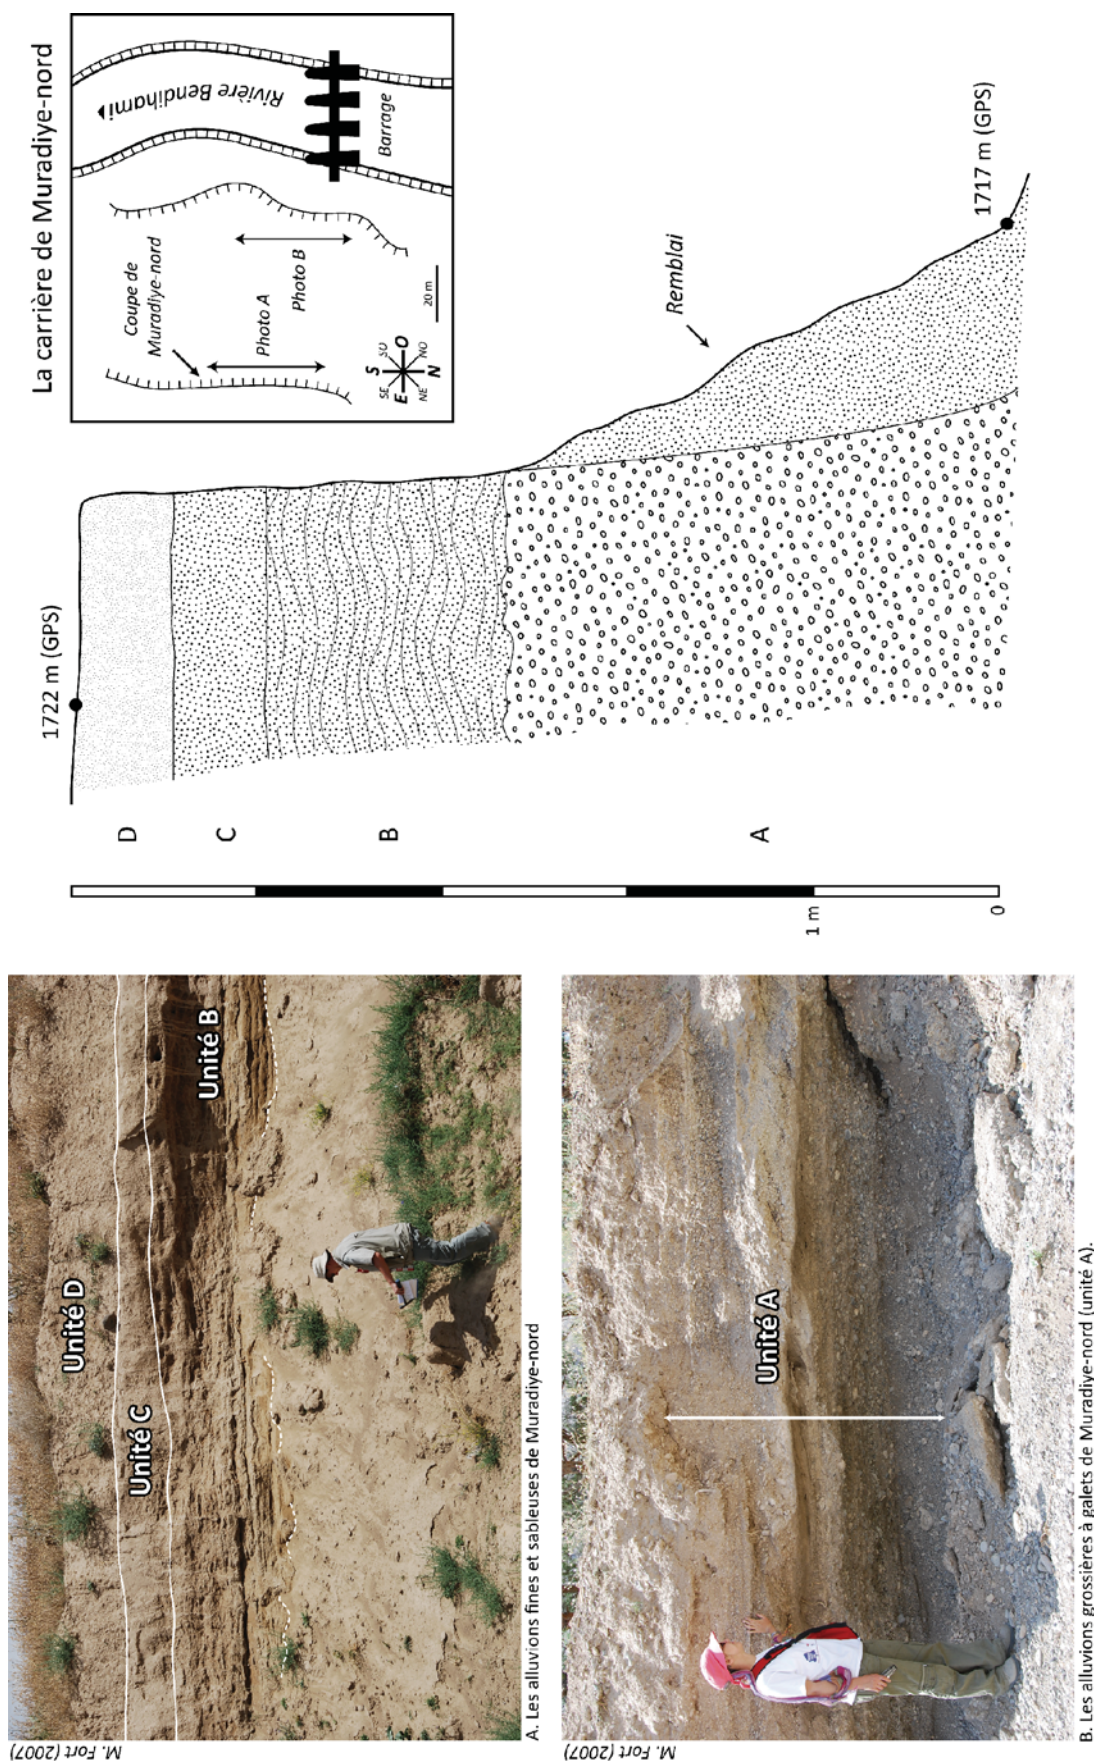 La carrière de Muradiye-nord
Rivière Bendihami
Barrage
Coupe de
Muradiye-nord
Photo A
Photo B
SE
S
SO
E
O
NE
N
NO
20 m
1722 m (GPS)
1717 m (GPS)
Remblai
D
C
B
A
1 m
0
M. Fort (2007)
Unité D
Unité C
Unité B
A. Les alluvions fines et sableuses de Muradiye-nord
M. Fort (2007)
Unité A
B. Les alluvions grossières à galets de Muradiye-nord (unité A).